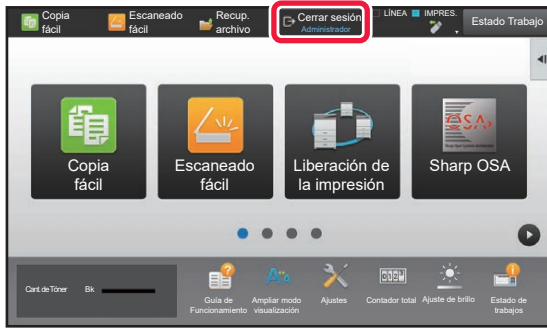 Copia
fácil
Escaneado
fácil
Recup.
archivo
Cerrar sesión
Administrador
LÍNEA
IMPRES.
Estado Trabajo
Copia
fácil
Escaneado
fácil
Liberación de
la impresión
OSA
Sharp OSA
Cant. de Tóner
Bk
Guía de
Funcionamiento
Ampliar modo
visualización
Ajustes
Contador total
Ajuste de brillo
Estado de
trabajos